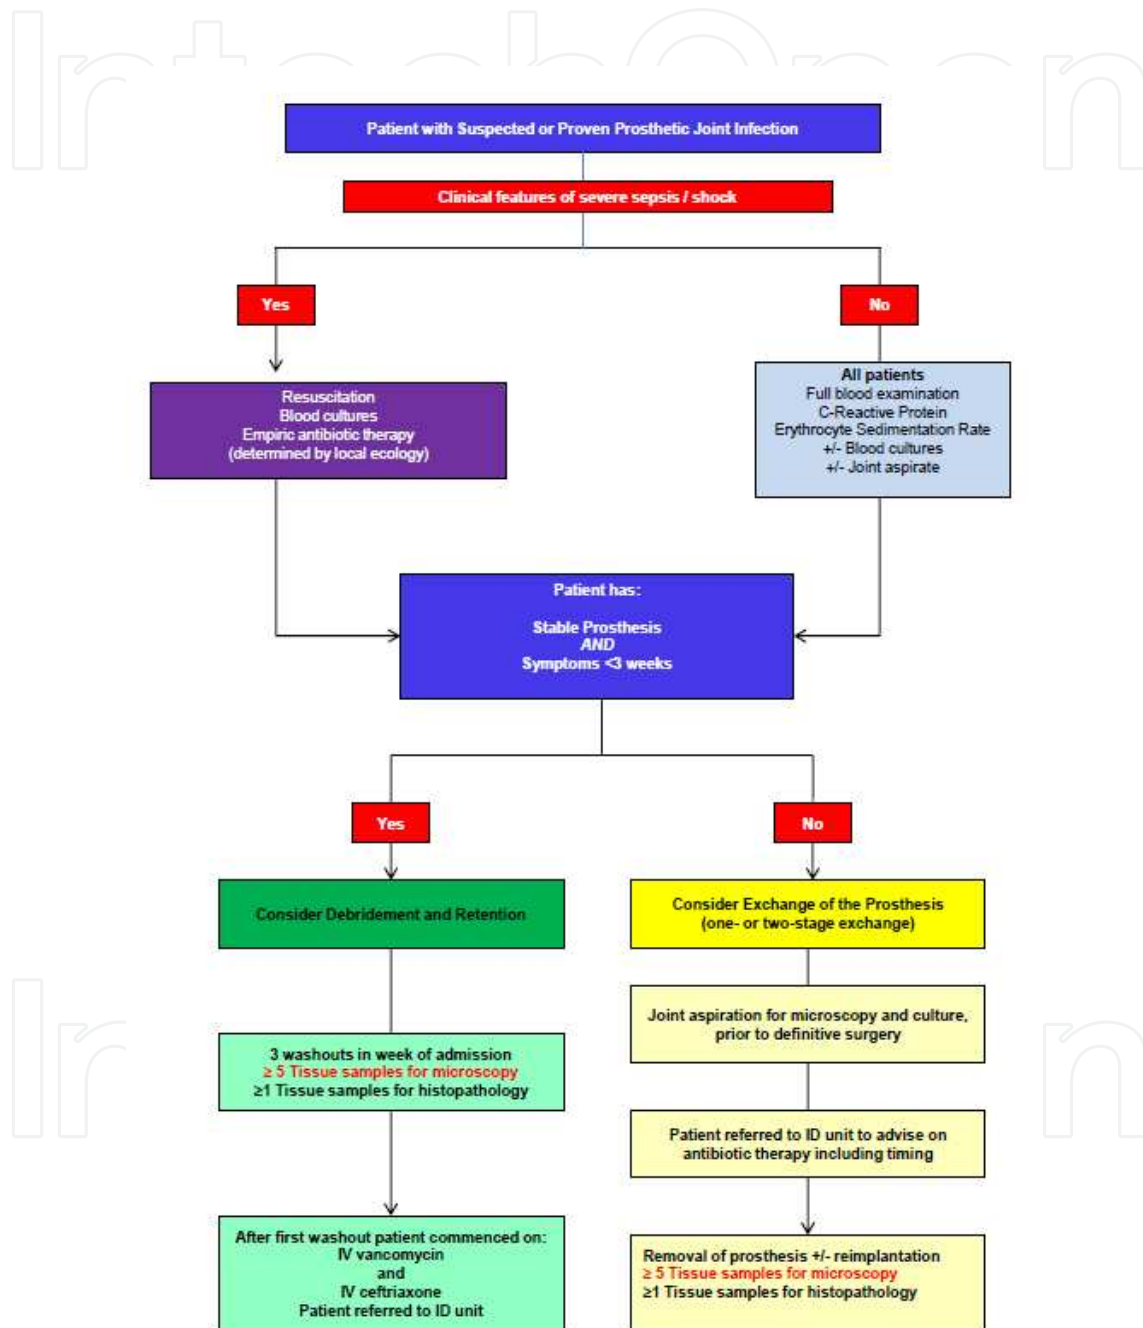 IntechOpen
Patient with Suspected or Proven Prosthetic Joint Infection
Clinical features of severe sepsis / shock
Yes
No
Resuscitation
Blood cultures
Empiric antibiotic therapy
(determined by local ecology)
All patients
Full blood examination
C-Reactive Protein
Erythrocyte Sedimentation Rate
+/- Blood cultures
+/- Joint aspirate
Patient has:
Stable Prosthesis
AND
Symptoms <3 weeks
Yes
No
Consider Debridement and Retention
Consider Exchange of the Prosthesis
(one- or two-stage exchange)
Joint aspiration for microscopy and culture,
prior to definitive surgery
3 washouts in week of admission
≥ 5 Tissue samples for microscopy
≥1 Tissue samples for histopathology
Patient referred to ID unit to advise on
antibiotic therapy including timing
After first washout patient commenced on:
IV vancomycin
and
IV ceftriaxone
Patient referred to ID unit
Removal of prosthesis +/- reimplantation
≥ 5 Tissue samples for microscopy
≥1 Tissue samples for histopathology